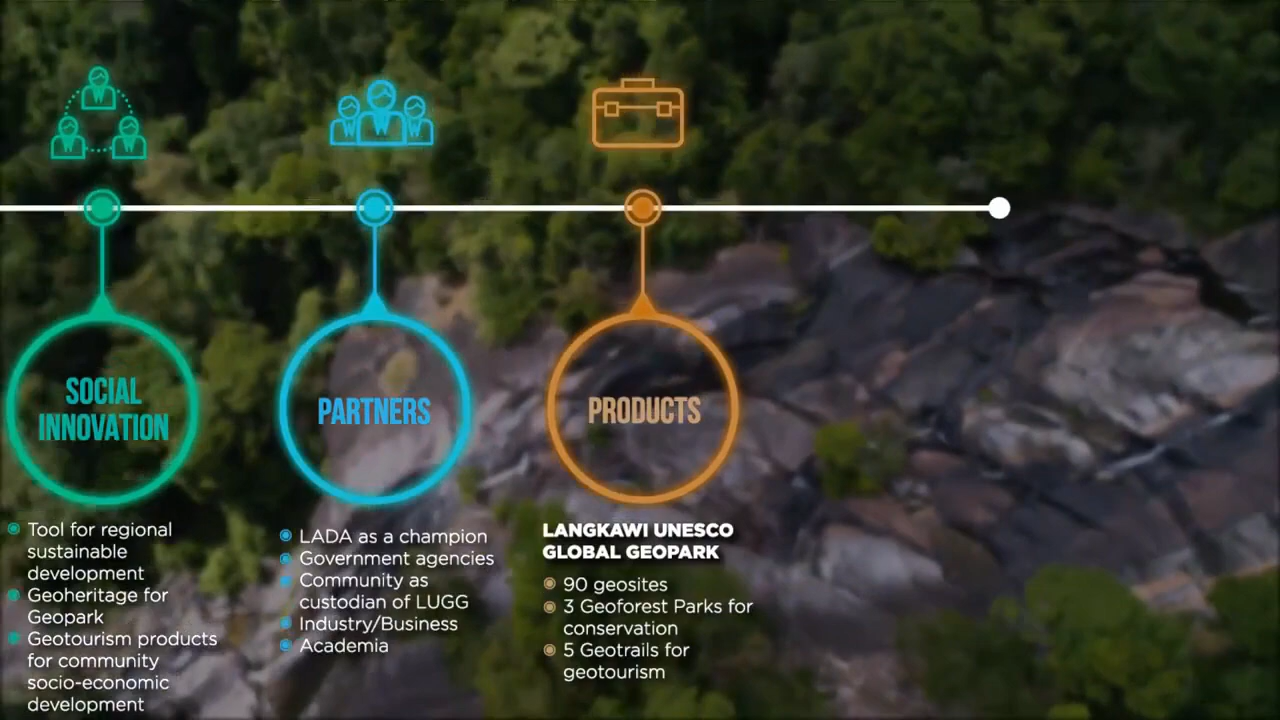 SOCIAL
INNOVATION
Tool for regional
sustainable
development
Geoheritage for
Geopark
Geotourism products
for community
socio-economic
development
PARTNERS
LADA as a champion
Government agencies
Community as
custodian of LUGG
Industry/Business
Academia
PRODUCTS
LANGKAWI UNESCO
GLOBAL GEOPARK
90 geosites
3 Geoforest Parks for
conservation
5 Geotrails for
geotourism